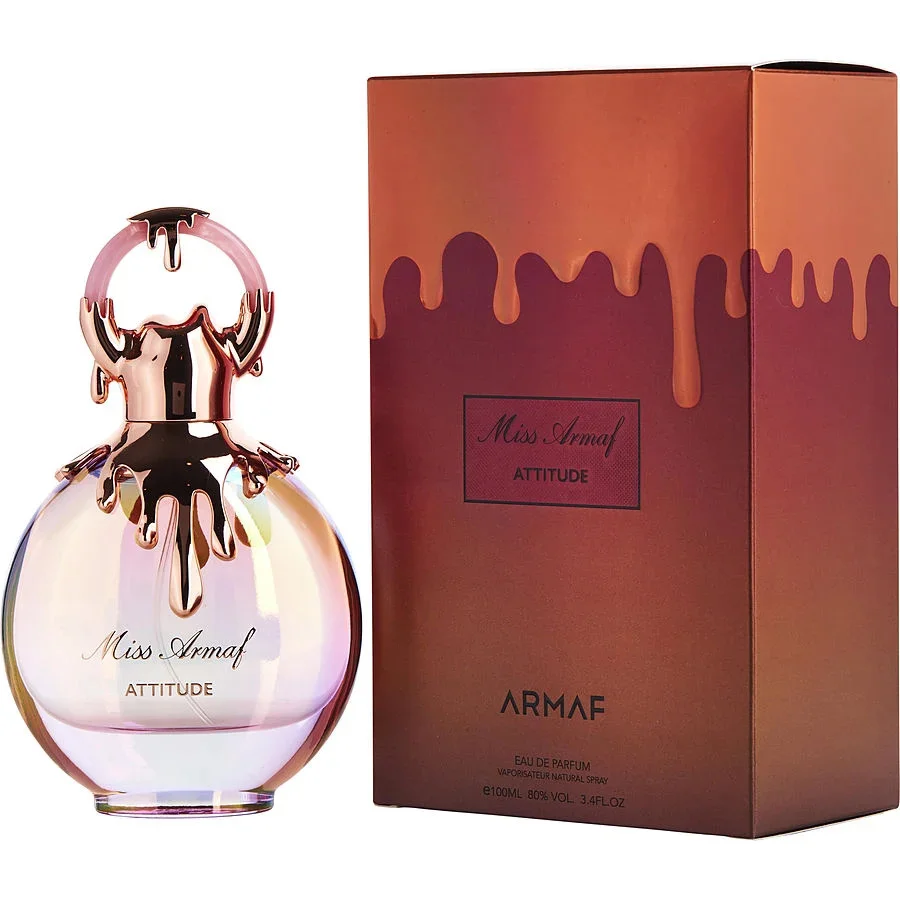 Miss Armaf
ATTITUDE
Miss Armaf
ATTITUDE
ARMAF
EAU DE PARFUM
VAPORISATEUR NATURAL SPRAY
℮100ML 80% VOL. 3.4FL.OZ